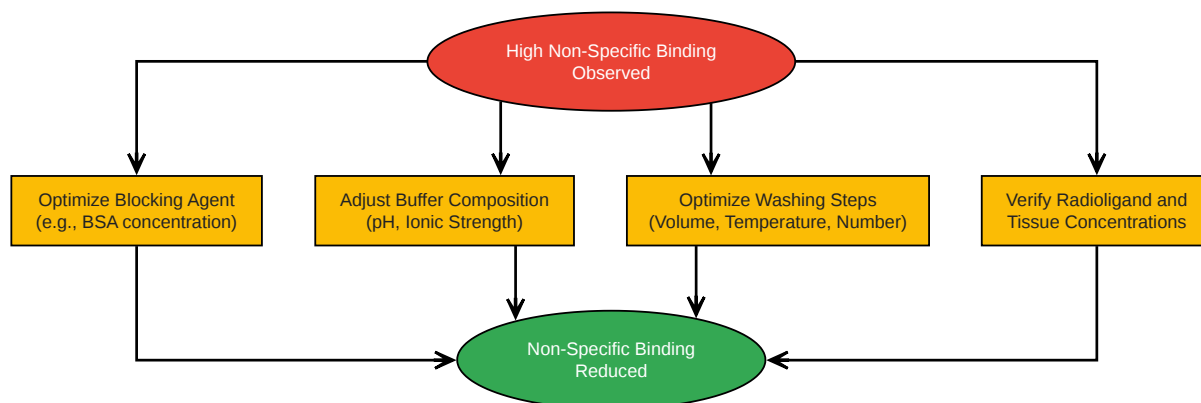 High Non-Specific Binding
Observed
Optimize Blocking Agent
(e.g., BSA concentration)
Adjust Buffer Composition
(pH, Ionic Strength)
Optimize Washing Steps
(Volume, Temperature, Number)
Verify Radioligand and
Tissue Concentrations
Non-Specific Binding
Reduced